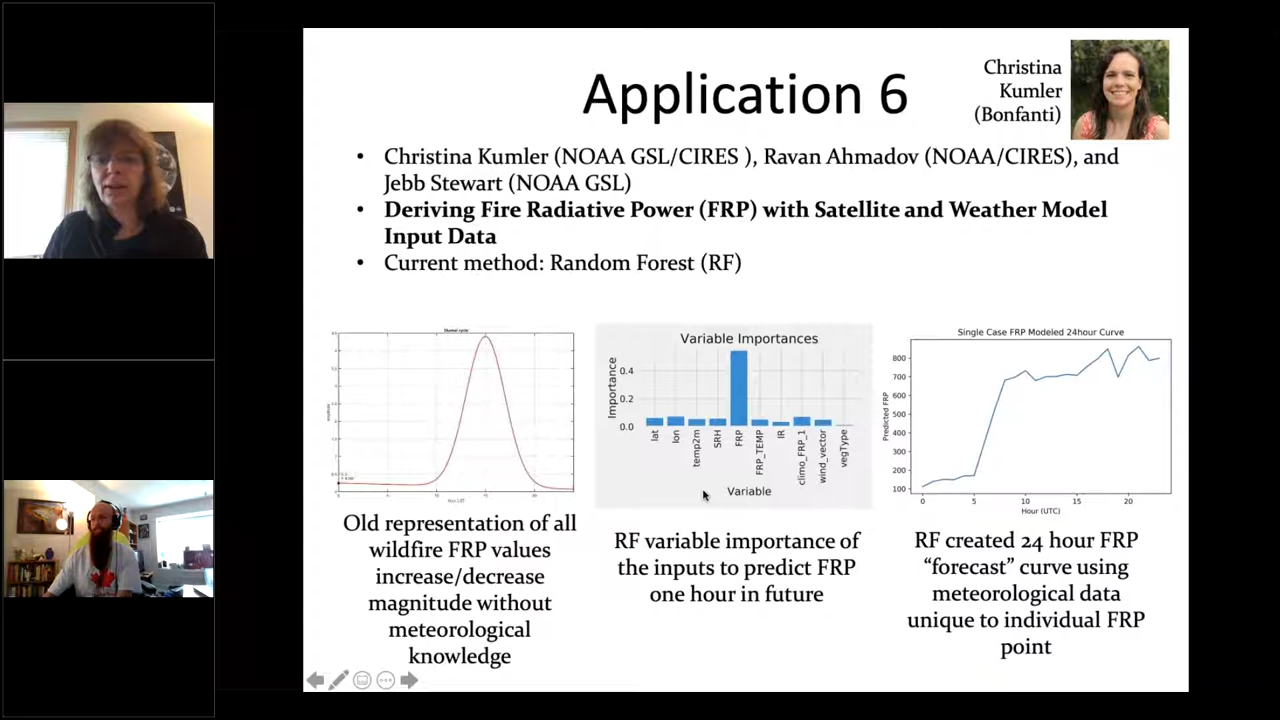 Application 6
Christina
Kumler
(Bonfanti)
• Christina Kumler (NOAA GSL/CIRES ), Ravan Ahmadov (NOAA/CIRES), and
Jebb Stewart (NOAA GSL)
• Deriving Fire Radiative Power (FRP) with Satellite and Weather Model
Input Data
• Current method: Random Forest (RF)
Diurnal cycle
Variable Importances
Importance
0.4
0.2
0.0
lat
lon
temp2m
SRH
FRP
FRP_TEMP
IR
climo_FRP_1
wind_vector
vegType
Variable
Single Case FRP Modeled 24hour Curve
Predicted FRP
800
700
600
500
400
300
200
100
0 5 10 15 20
Hour (UTC)
Old representation of all
wildfire FRP values
increase/decrease
magnitude without
meteorological
knowledge
RF variable importance of
the inputs to predict FRP
one hour in future
RF created 24 hour FRP
“forecast” curve using
meteorological data
unique to individual FRP
point